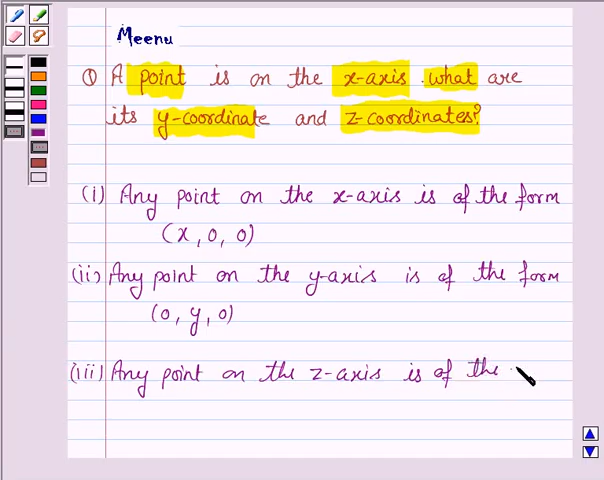 Meenu
① A point is on the x-axis. what are
its y-coordinate and z-coordinates?
(i) Any point on the x-axis is of the form
(x, 0, 0)
(ii) Any point on the y-axis is of the form
(0, y, 0)
(iii) Any point on the z-axis is of the